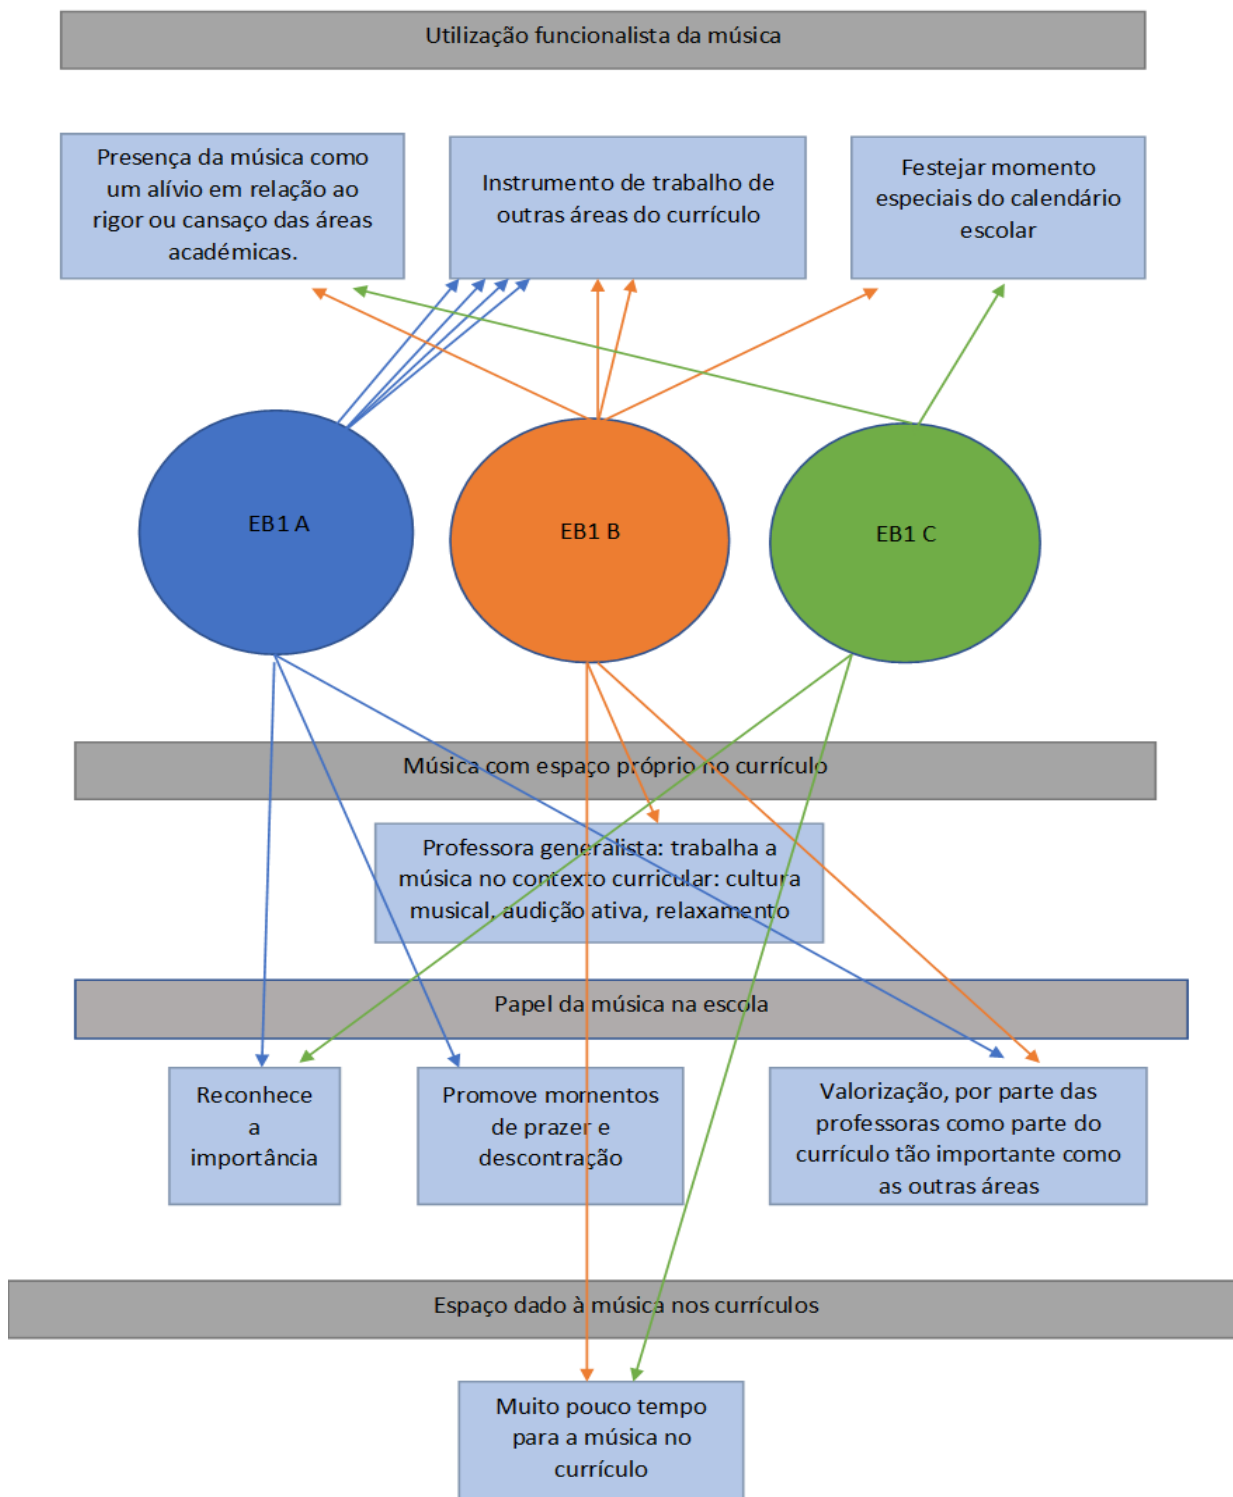 Utilização funcionalista da música
Presença da música como
um alívio em relação ao
rigor ou cansaço das áreas
académicas.
Instrumento de trabalho de
outras áreas do currículo
Festejar momento
especiais do calendário
escolar
EB1 A
EB1 B
EB1 C
Música com espaço próprio no currículo
Professora generalista: trabalha a
música no contexto curricular: cultura
musical, audição ativa, relaxamento
Papel da música na escola
Reconhece
a
importância
Promove momentos
de prazer e
descontração
Valorização, por parte das
professoras como parte do
currículo tão importante como
as outras áreas
Espaço dado à música nos currículos
Muito pouco tempo
para a música no
currículo